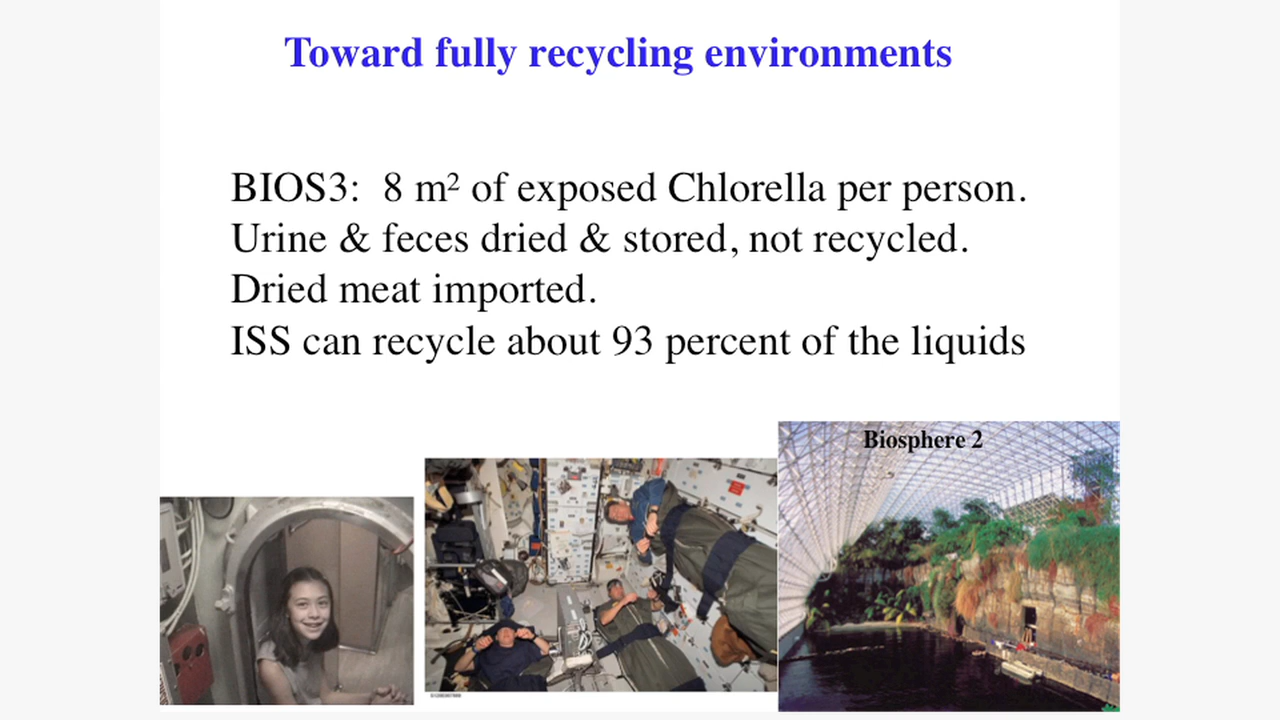 Toward fully recycling environments
BIOS3:  8 m² of exposed Chlorella per person.
Urine & feces dried & stored, not recycled.
Dried meat imported.
ISS can recycle about 93 percent of the liquids
Biosphere 2